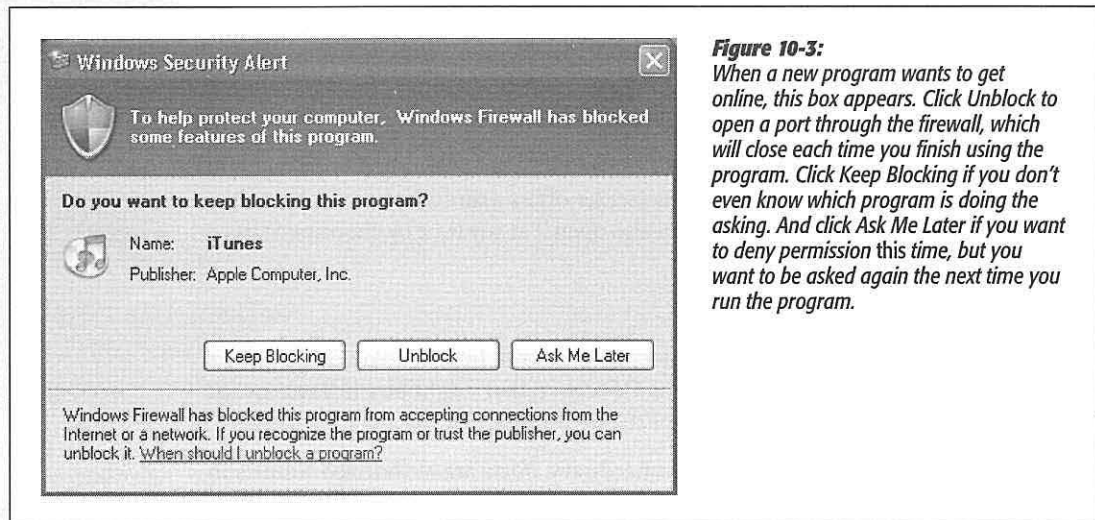 Windows Security Alert
To help protect your computer, Windows Firewall has blocked
some features of this program.
Do you want to keep blocking this program?
Name: iTunes
Publisher: Apple Computer, Inc.
Keep Blocking
Unblock
Ask Me Later
Windows Firewall has blocked this program from accepting connections from the
Internet or a network. If you recognize the program or trust the publisher, you can
unblock it. When should I unblock a program?
Figure 10-3:
When a new program wants to get
online, this box appears. Click Unblock to
open a port through the firewall, which
will close each time you finish using the
program. Click Keep Blocking if you don't
even know which program is doing the
asking. And click Ask Me Later if you want
to deny permission this time, but you
want to be asked again the next time you
run the program.